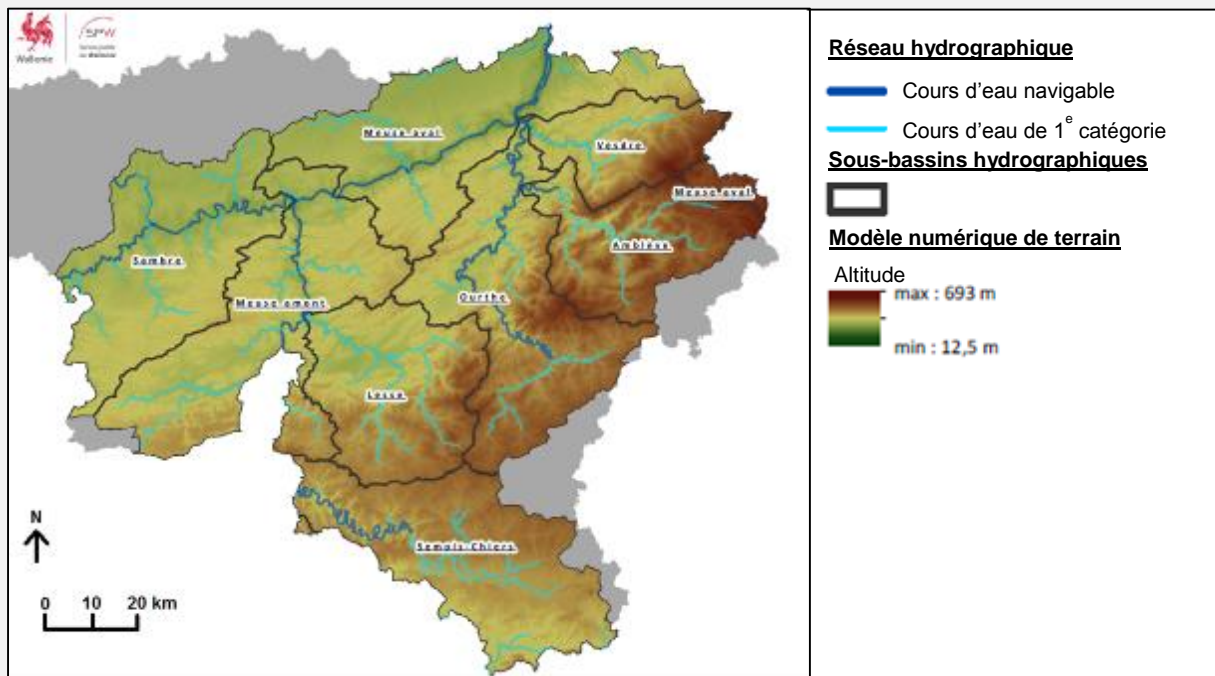 Wallonie
SPW
Meuse aval
Vesdre
Meuse aval
Amblève
Sambre
Meuse amont
Ourthe
Lesse
Semois-Chiers
N
0 10 20 km
Réseau hydrographique
Cours d'eau navigable
Cours d'eau de 1e catégorie
Sous-bassins hydrographiques
Modèle numérique de terrain
Altitude
max : 693 m
min : 12,5 m